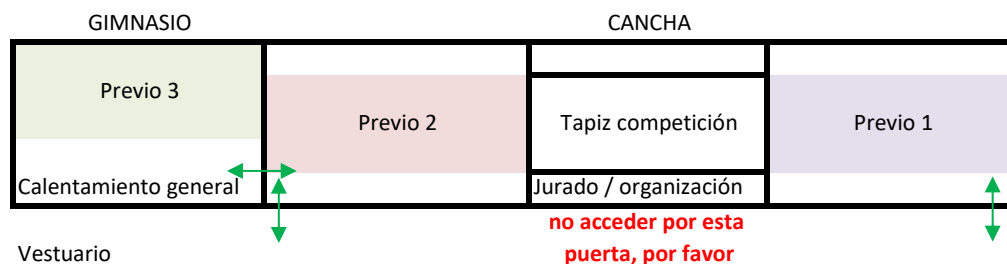 GIMNASIO CANCHA
Previo 3
Previo 2 Tapiz competición Previo 1
Calentamiento general Jurado / organización
no acceder por esta
Vestuario puerta, por favor